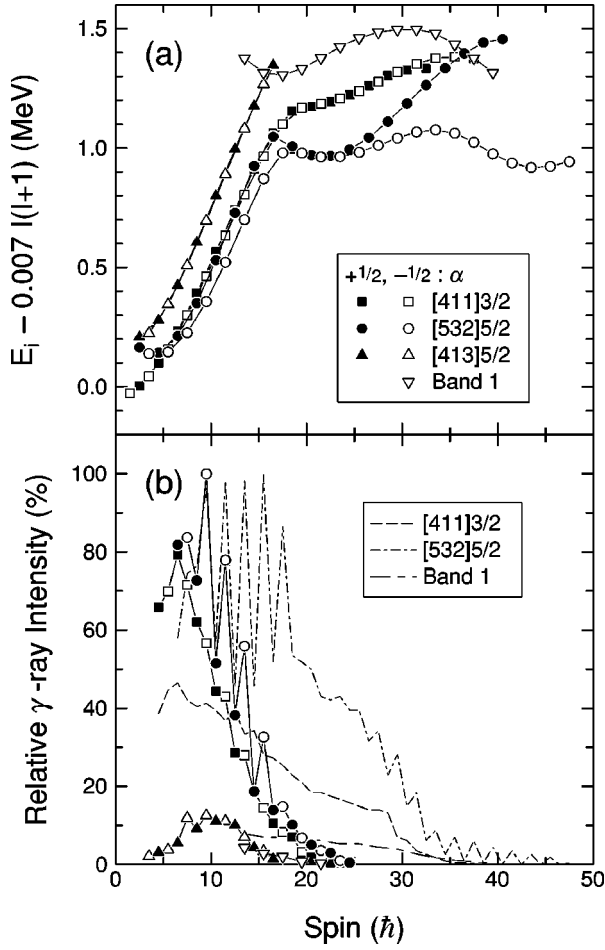 (a)
1.5
1.0
0.5
0.0
E_i − 0.007 I(I+1) (MeV)
+1/2, −1/2 : α
[411]3/2
[532]5/2
[413]5/2
Band 1
(b)
100
80
60
40
20
0
Relative γ-ray Intensity (%)
[411]3/2
[532]5/2
Band 1
0 10 20 30 40 50
Spin (ħ)